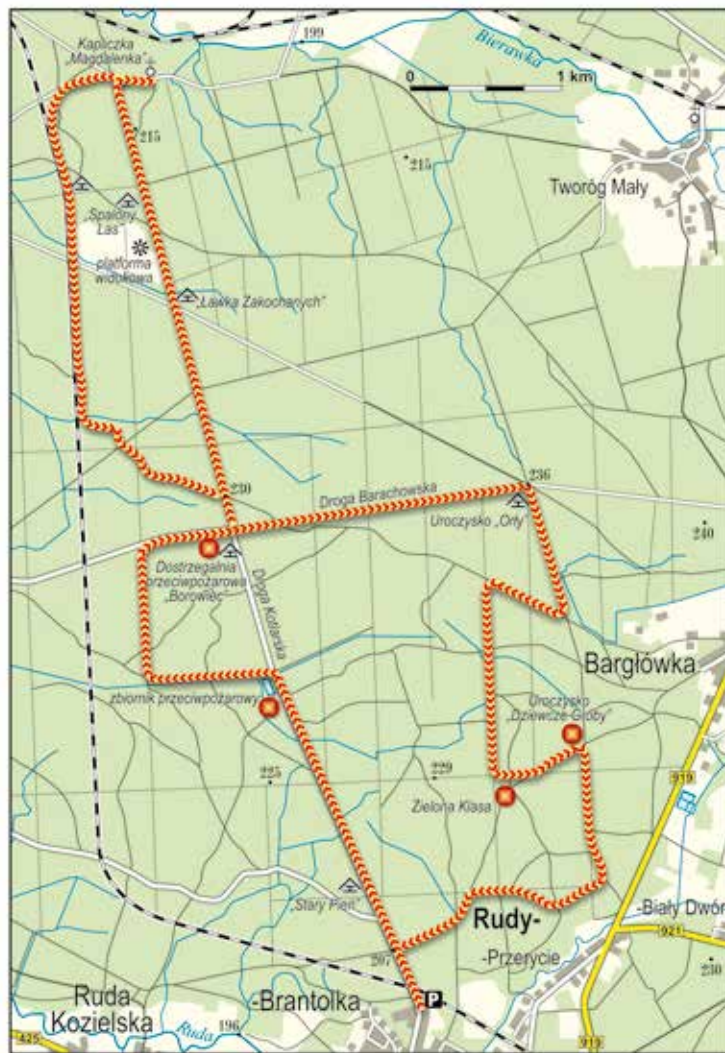 Kapliczka
„Magdalenka”
199
Bierawka
0
1 km
215
215
Tworóg Mały
„Spalony
Las”
platforma
widokowa
„Ławka Zakochanych”
230
Droga Barachowska
236
Uroczysko „Orły”
240
Dostrzegalnia
przeciwpożarowa
„Borowiec”
Droga Kotlarska
Bargłówka
zbiornik przeciwpożarowy
Uroczysko
„Dziewcze Groby”
225
229
919
Zielona Klasa
„Stary Pień”
Rudy-
-Biały Dwór
921
207
-Przerycie
230
P
Ruda
Kozielska
-Brantolka
425
Ruda
196
919